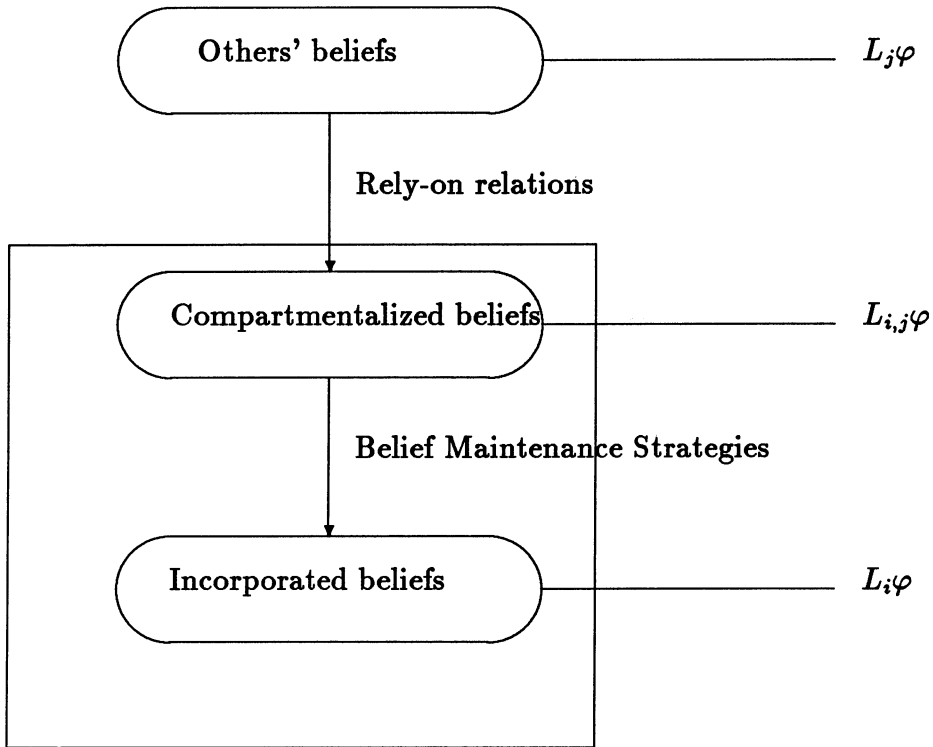 Others' beliefs
L_jφ
Rely-on relations
Compartmentalized beliefs
L_{i,j}φ
Belief Maintenance Strategies
Incorporated beliefs
L_iφ